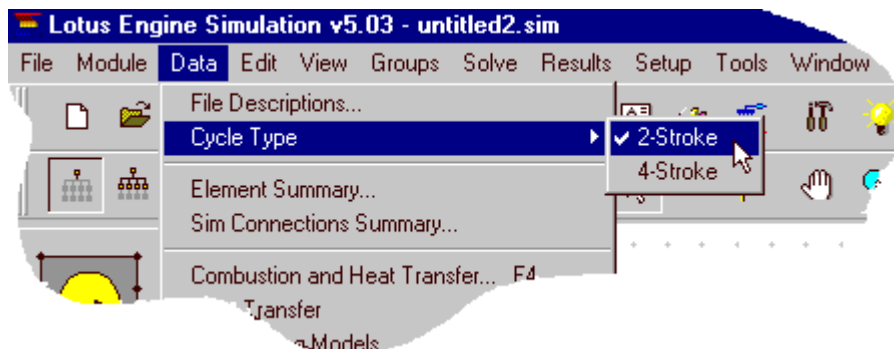 Lotus Engine Simulation v5.03 - untitled2.sim
File Module Data Edit View Groups Solve Results Setup Tools Window
File Descriptions...
Cycle Type
2-Stroke
4-Stroke
Element Summary...
Sim Connections Summary...
Combustion and Heat Transfer... F4
Transfer